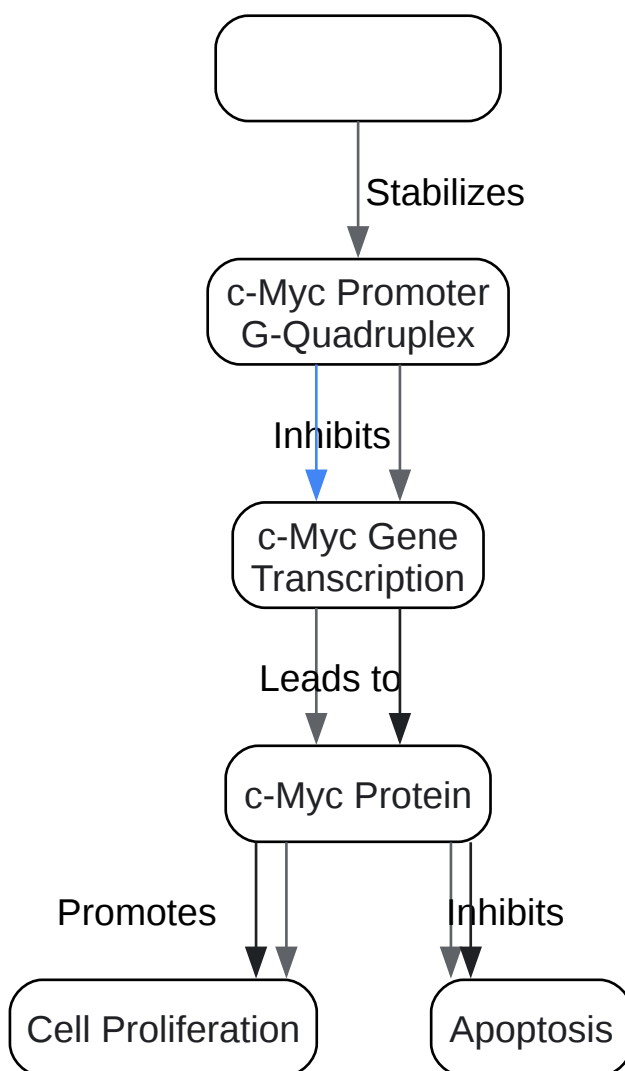 Stabilizes
c-Myc Promoter
G-Quadruplex
Inhibits
c-Myc Gene
Transcription
Leads to
c-Myc Protein
Promotes
Inhibits
Cell Proliferation
Apoptosis